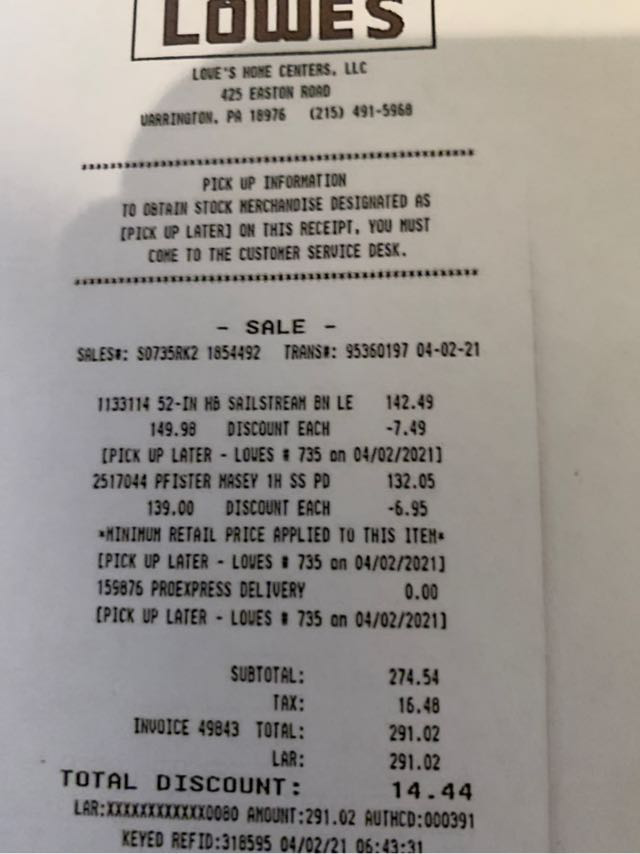 LOWE'S
LOWE'S HOME CENTERS, LLC
425 EASTON ROAD
WARRINGTON, PA 18976 (215) 491-5968
****************************************
PICK UP INFORMATION
TO OBTAIN STOCK MERCHANDISE DESIGNATED AS
[PICK UP LATER] ON THIS RECEIPT, YOU MUST
COME TO THE CUSTOMER SERVICE DESK.
****************************************
- SALE -
SALES#: S0735RK2 1854492 TRANS#: 95360197 04-02-21
1133114 52-IN HB SAILSTREAM BN LE 142.49
149.98 DISCOUNT EACH -7.49
[PICK UP LATER - LOWES # 735 on 04/02/2021]
2517044 PFISTER MASEY 1H SS PD 132.05
139.00 DISCOUNT EACH -6.95
*MINIMUM RETAIL PRICE APPLIED TO THIS ITEM*
[PICK UP LATER - LOWES # 735 on 04/02/2021]
159876 PROEXPRESS DELIVERY 0.00
[PICK UP LATER - LOWES # 735 on 04/02/2021]
SUBTOTAL: 274.54
TAX: 16.48
INVOICE 49843 TOTAL: 291.02
LAR: 291.02
TOTAL DISCOUNT: 14.44
LAR:XXXXXXXXXXXX0080 AMOUNT:291.02 AUTHCD:000391
KEYED REFID:318595 04/02/21 06:43:31